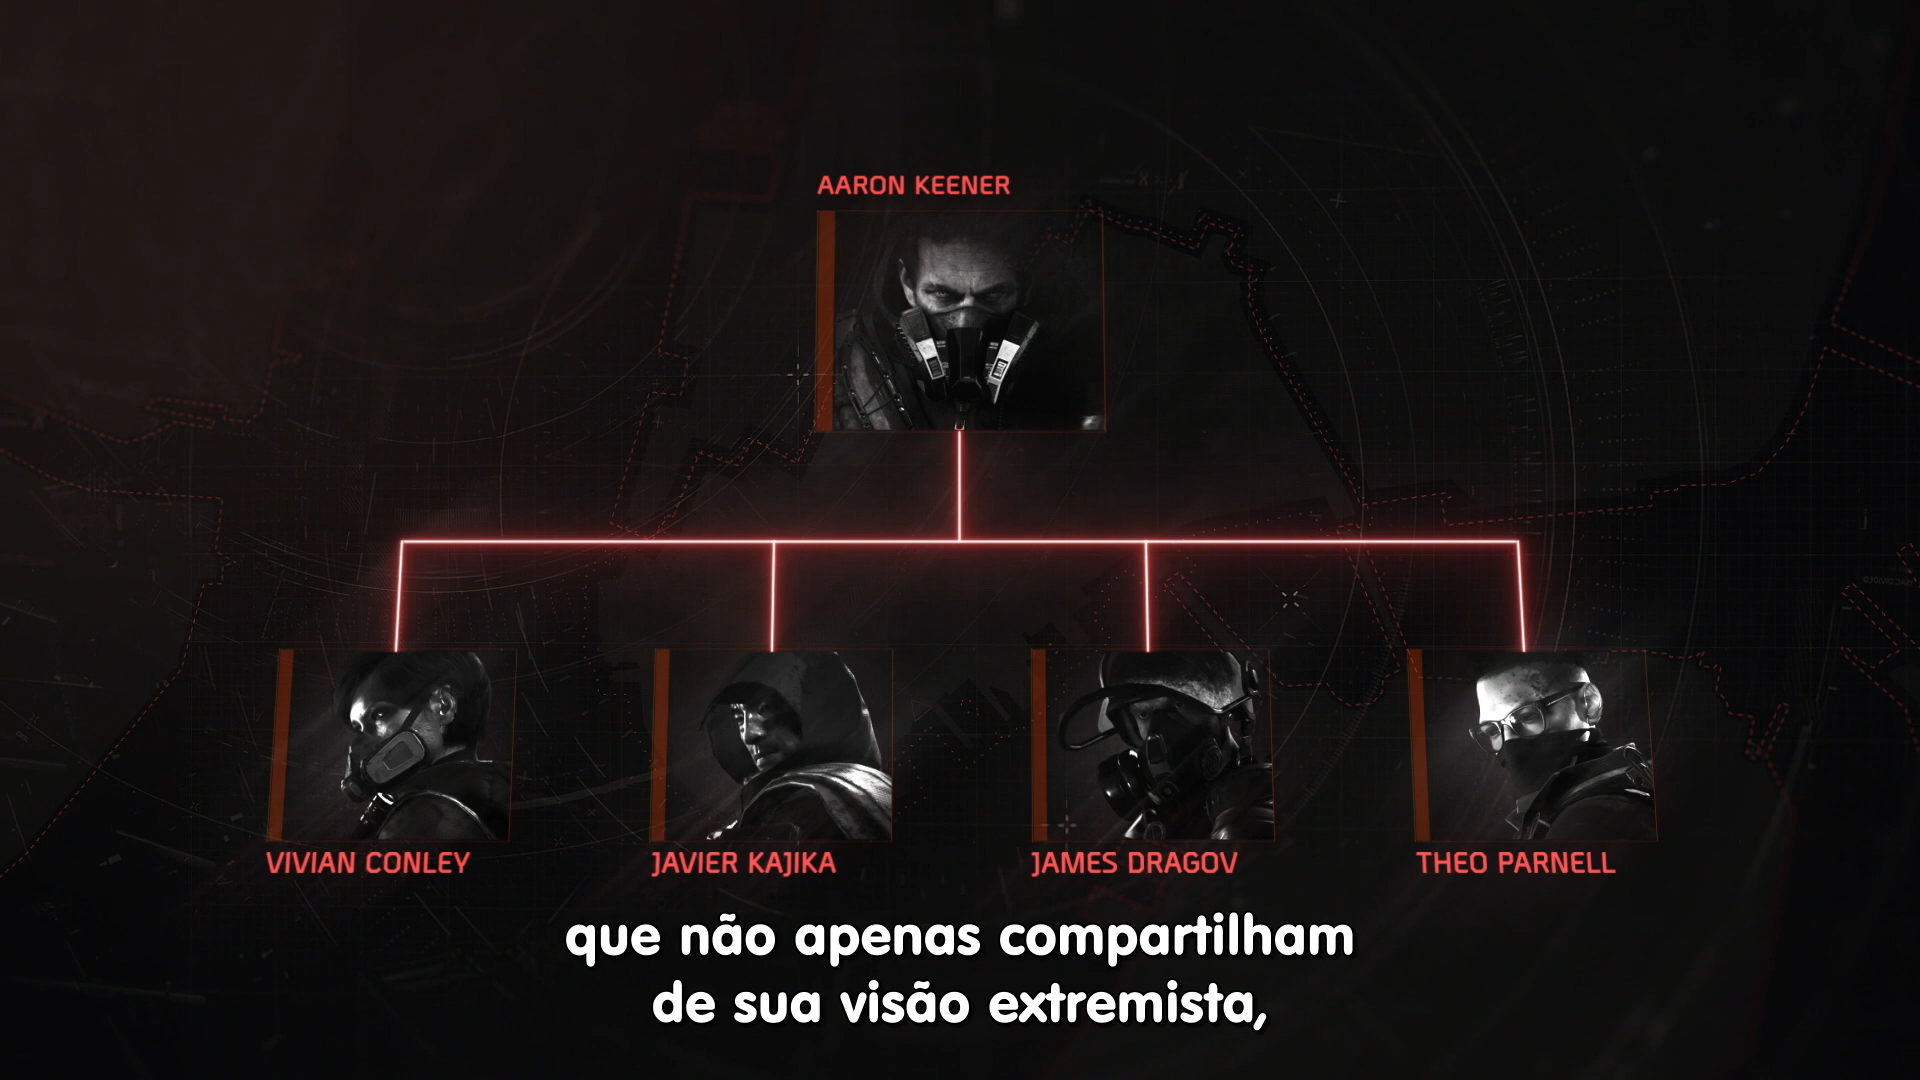 AARON KEENER
VIVIAN CONLEY
JAVIER KAJIKA
JAMES DRAGOV
THEO PARNELL
que não apenas compartilham
de sua visão extremista,